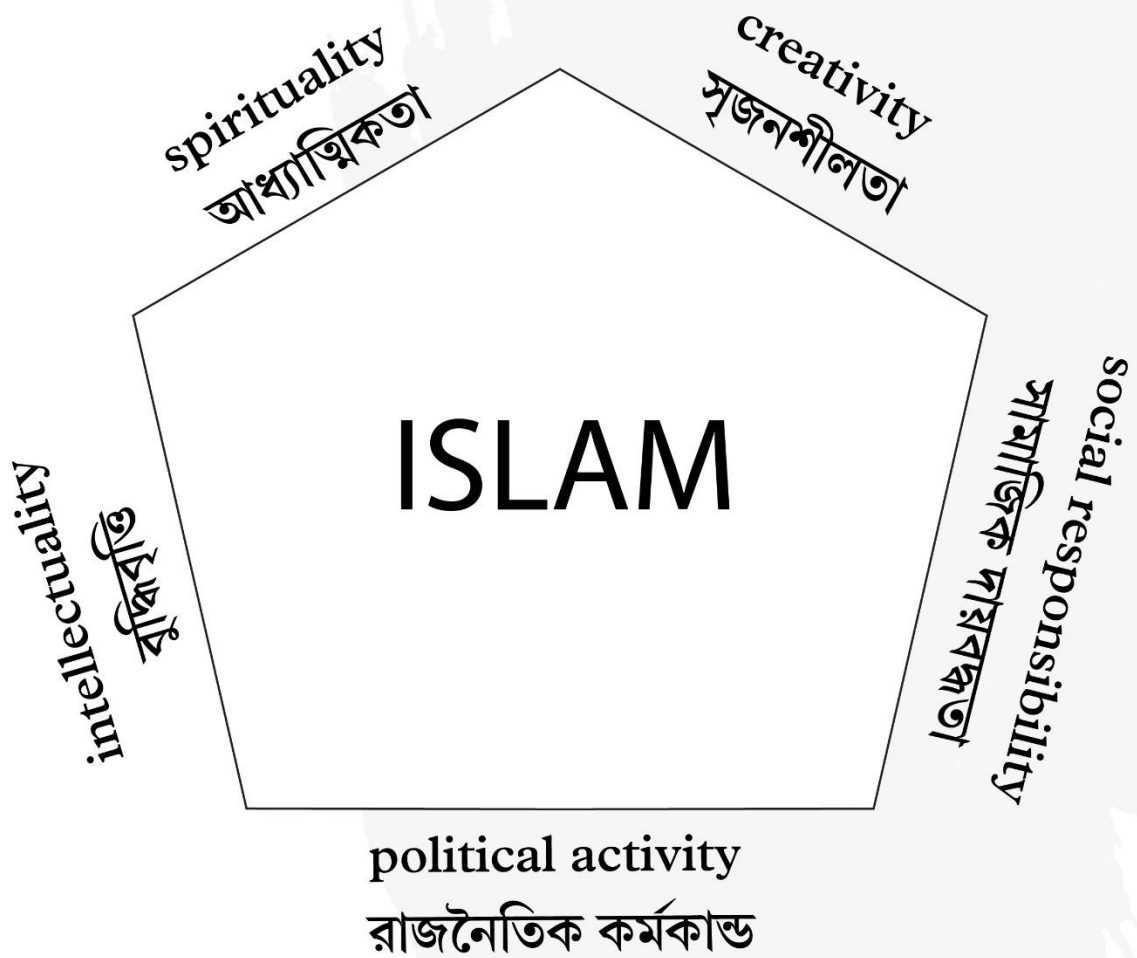 spirituality
আধ্যাত্মিকতা
creativity
সৃজনশীলতা
ISLAM
intellectuality
বুদ্ধিবৃত্তি
social responsibility
সামাজিক দায়বদ্ধতা
political activity
রাজনৈতিক কর্মকান্ড